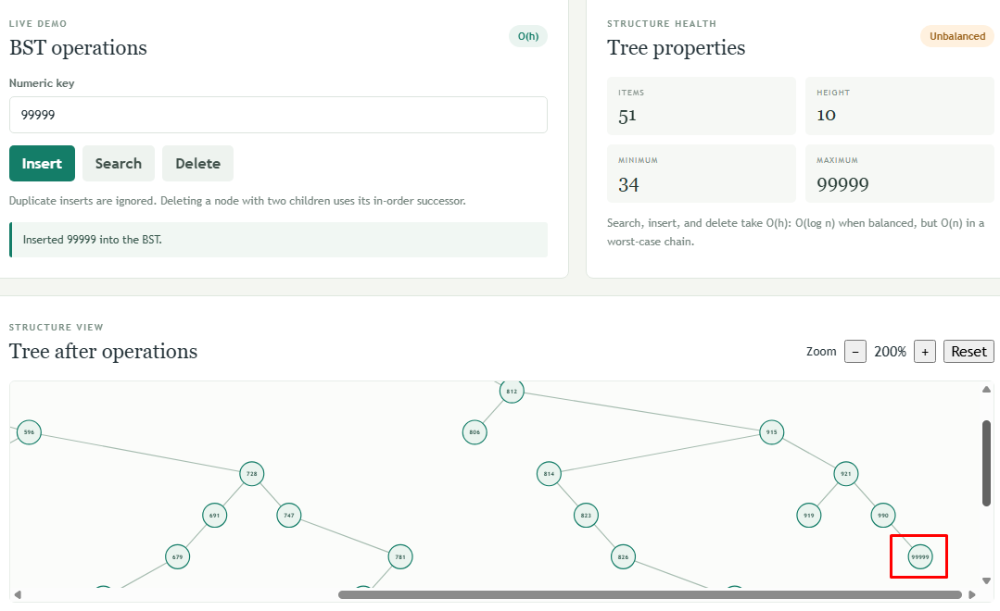 LIVE DEMO
BST operations
O(h)
Numeric key
99999
Insert
Search
Delete
Duplicate inserts are ignored. Deleting a node with two children uses its in-order successor.
Inserted 99999 into the BST.
STRUCTURE HEALTH
Tree properties
Unbalanced
ITEMS
51
HEIGHT
10
MINIMUM
34
MAXIMUM
99999
Search, insert, and delete take O(h): O(log n) when balanced, but O(n) in a
worst-case chain.
STRUCTURE VIEW
Tree after operations
Zoom
−
200%
+
Reset
812
596
806
915
728
814
921
691
747
823
919
990
679
781
826
99999